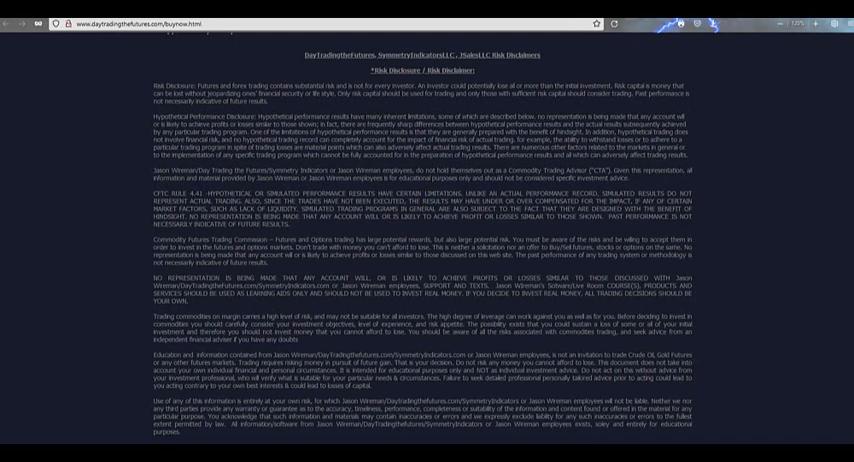 www.daytradingthefutures.com/buynow.html
120%
DayTradingtheFutures, SymmetryIndicatorsLLC, JSalesLLC Risk Disclaimers
*Risk Disclosure / Risk Disclaimer:
Risk Disclosure: Futures and forex trading contains substantial risk and is not for every investor. An investor could potentially lose all or more than the initial investment. Risk capital is money that
can be lost without jeopardizing ones' financial security or life style. Only risk capital should be used for trading and only those with sufficient risk capital should consider trading. Past performance is
not necessarily indicative of future results.
Hypothetical Performance Disclosure: Hypothetical performance results have many inherent limitations, some of which are described below. no representation is being made that any account will
or is likely to achieve profits or losses similar to those shown; in fact, there are frequently sharp differences between hypothetical performance results and the actual results subsequently achieved
by any particular trading program. One of the limitations of hypothetical performance results is that they are generally prepared with the benefit of hindsight. In addition, hypothetical trading does
not involve financial risk, and no hypothetical trading record can completely account for the impact of financial risk of actual trading. for example, the ability to withstand losses or to adhere to a
particular trading program in spite of trading losses are material points which can also adversely affect actual trading results. There are numerous other factors related to the markets in general or
to the implementation of any specific trading program which cannot be fully accounted for in the preparation of hypothetical performance results and all which can adversely affect trading results.
Jason Wireman/Day Trading the Futures/Symmetry Indicators or Jason Wireman employees, do not hold themselves out as a Commodity Trading Advisor ("CTA"). Given this representation, all
information and material provided by Jason Wireman or Jason Wireman employees is for educational purposes only and should not be considered specific investment advice.
CFTC RULE 4.41 -HYPOTHETICAL OR SIMULATED PERFORMANCE RESULTS HAVE CERTAIN LIMITATIONS. UNLIKE AN ACTUAL PERFORMANCE RECORD, SIMULATED RESULTS DO NOT
REPRESENT ACTUAL TRADING. ALSO, SINCE THE TRADES HAVE NOT BEEN EXECUTED, THE RESULTS MAY HAVE UNDER OR OVER COMPENSATED FOR THE IMPACT, IF ANY OF CERTAIN
MARKET FACTORS, SUCH AS LACK OF LIQUIDITY. SIMULATED TRADING PROGRAMS IN GENERAL ARE ALSO SUBJECT TO THE FACT THAT THEY ARE DESIGNED WITH THE BENEFIT OF
HINDSIGHT. NO REPRESENTATION IS BEING MADE THAT ANY ACCOUNT WILL OR IS LIKELY TO ACHIEVE PROFIT OR LOSSES SIMILAR TO THOSE SHOWN. PAST PERFORMANCE IS NOT
NECESSARILY INDICATIVE OF FUTURE RESULTS.
Commodity Futures Trading Commission – Futures and Options trading has large potential rewards, but also large potential risk. You must be aware of the risks and be willing to accept them in
order to invest in the futures and options markets. Don't trade with money you can't afford to lose. This is neither a solicitation nor an offer to Buy/Sell futures, stocks or options on the same. No
representation is being made that any account will or is likely to achieve profits or losses similar to those discussed on this web site. The past performance of any trading system or methodology is
not necessarily indicative of future results.
NO REPRESENTATION IS BEING MADE THAT ANY ACCOUNT WILL, OR IS LIKELY TO ACHIEVE PROFITS OR LOSSES SIMILAR TO THOSE DISCUSSED WITH Jason
Wireman/DayTradingthefutures.com/SymmetryIndicators.com or Jason Wireman employees, SUPPORT AND TEXTS. Jason Wireman's Sotware/Live Room COURSE(S), PRODUCTS AND
SERVICES SHOULD BE USED AS LEARNING AIDS ONLY AND SHOULD NOT BE USED TO INVEST REAL MONEY. IF YOU DECIDE TO INVEST REAL MONEY, ALL TRADING DECISIONS SHOULD BE
YOUR OWN.
Trading commodities on margin carries a high level of risk, and may not be suitable for all investors. The high degree of leverage can work against you as well as for you. Before deciding to invest in
commodities you should carefully consider your investment objectives, level of experience, and risk appetite. The possibility exists that you could sustain a loss of some or all of your initial
investment and therefore you should not invest money that you cannot afford to lose. You should be aware of all the risks associated with commodities trading, and seek advice from an
independent financial adviser if you have any doubts
Education and information contained from Jason Wireman/DayTradingthefutures.com/SymmetryIndicators.com or Jason Wireman employees, is not an invitation to trade Crude Oil, Gold Futures
or any other futures markets. Trading requires risking money in pursuit of future gain. That is your decision. Do not risk any money you cannot afford to lose. This document does not take into
account your own individual financial and personal circumstances. It is intended for educational purposes only and NOT as individual investment advice. Do not act on this without advice from
your investment professional, who will verify what is suitable for your particular needs & circumstances. Failure to seek detailed professional personally tailored advice prior to acting could lead to
you acting contrary to your own best interests & could lead to losses of capital.
Use of any of this information is entirely at your own risk, for which Jason Wireman/DayTradingthefutures.com/SymmetryIndicators or Jason Wireman employees will not be liable. Neither we nor
any third parties provide any warranty or guarantee as to the accuracy, timeliness, performance, completeness or suitability of the information and content found or offered in the material for any
particular purpose. You acknowledge that such information and materials may contain inaccuracies or errors and we expressly exclude liability for any such inaccuracies or errors to the fullest
extent permitted by law. All information/software from Jason Wireman/DayTradingthefutures.com/SymmetryIndicators or Jason Wireman employees exists, soley and entirely for educational
purposes.